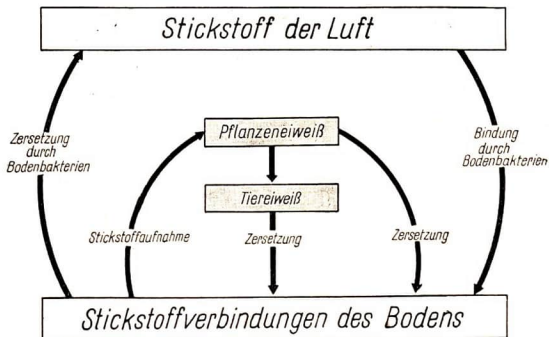 Stickstoff der Luft
Zersetzung
durch
Bodenbakterien
Pflanzeneiweiß
Bindung
durch
Bodenbakterien
Tiereiweiß
Stickstoffaufnahme
Zersetzung
Zersetzung
Stickstoffverbindungen des Bodens